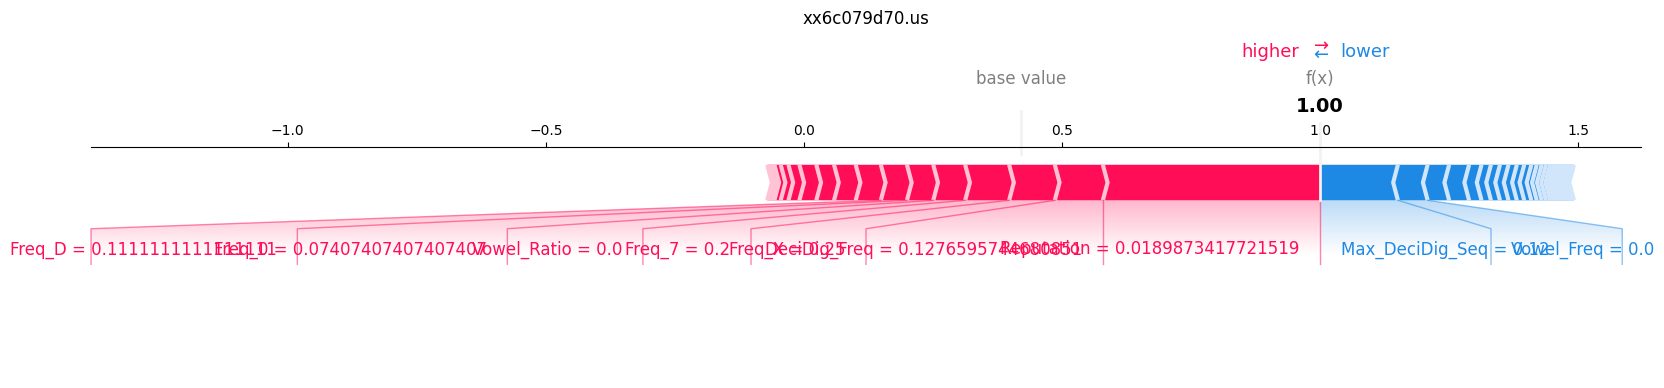 xx6c079d70.us
higher ⇄ lower
base value f(x)
1.00
−1.0 −0.5 0.0 0.5 1.0 1.5
Freq_D = 0.1111111111111111 Freq_0 = 0.07407407407407407 Vowel_Ratio = 0.0 Freq_7 = 0.2 Freq_X = 0.25 DeciDig_Freq = 0.1276595744680851 Reputation = 0.0189873417721519 Max_DeciDig_Seq = 0.12 Vowel_Freq = 0.0